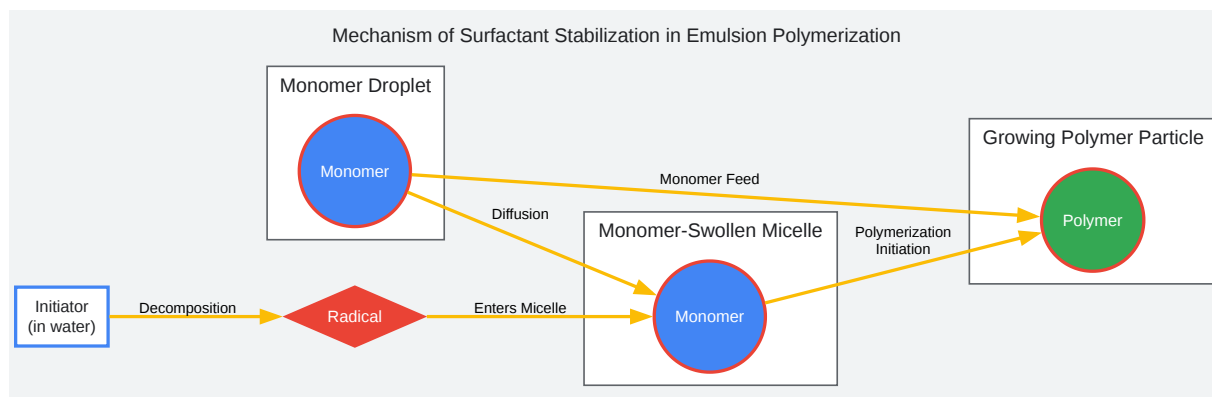 Mechanism of Surfactant Stabilization in Emulsion Polymerization
Monomer Droplet
Monomer
Growing Polymer Particle
Polymer
Monomer Feed
Diffusion
Monomer-Swollen Micelle
Monomer
Polymerization
Initiation
Initiator
(in water)
Decomposition
Radical
Enters Micelle